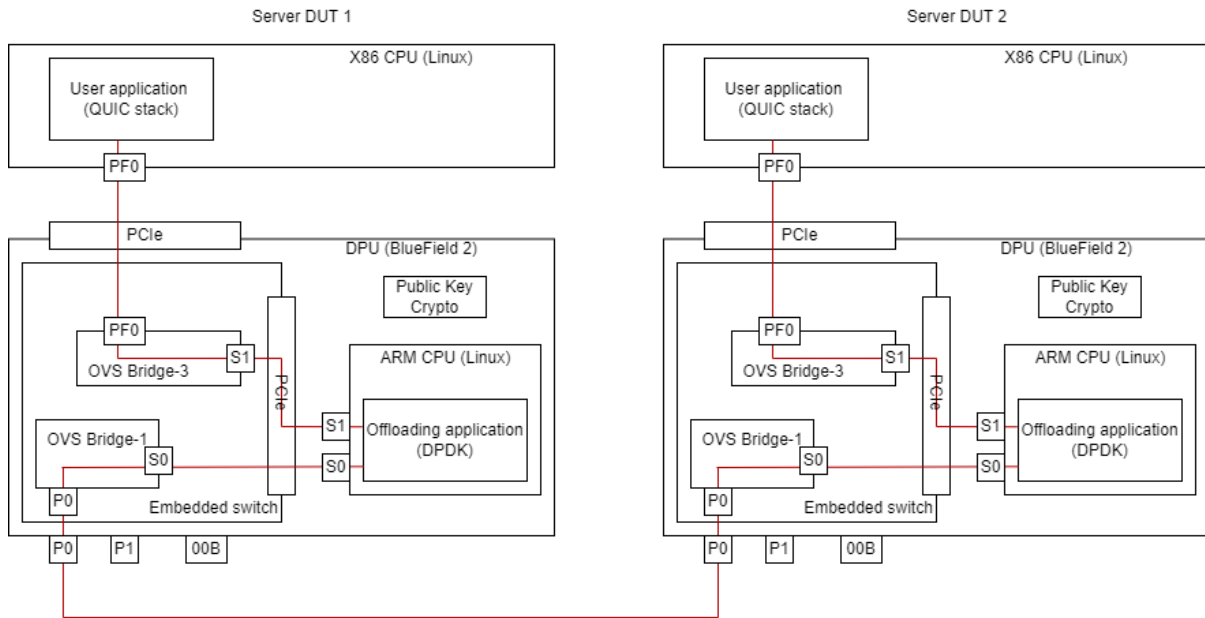 Server DUT 1
X86 CPU (Linux)
User application
(QUIC stack)
PF0
PCIe
DPU (BlueField 2)
Public Key
Crypto
PF0
S1
OVS Bridge-3
PCIe
ARM CPU (Linux)
S1
Offloading application
(DPDK)
OVS Bridge-1
S0
S0
P0
Embedded switch
P0
P1
00B
Server DUT 2
X86 CPU (Linux)
User application
(QUIC stack)
PF0
PCIe
DPU (BlueField 2)
Public Key
Crypto
PF0
S1
OVS Bridge-3
PCIe
ARM CPU (Linux)
S1
Offloading application
(DPDK)
OVS Bridge-1
S0
S0
P0
Embedded switch
P0
P1
00B